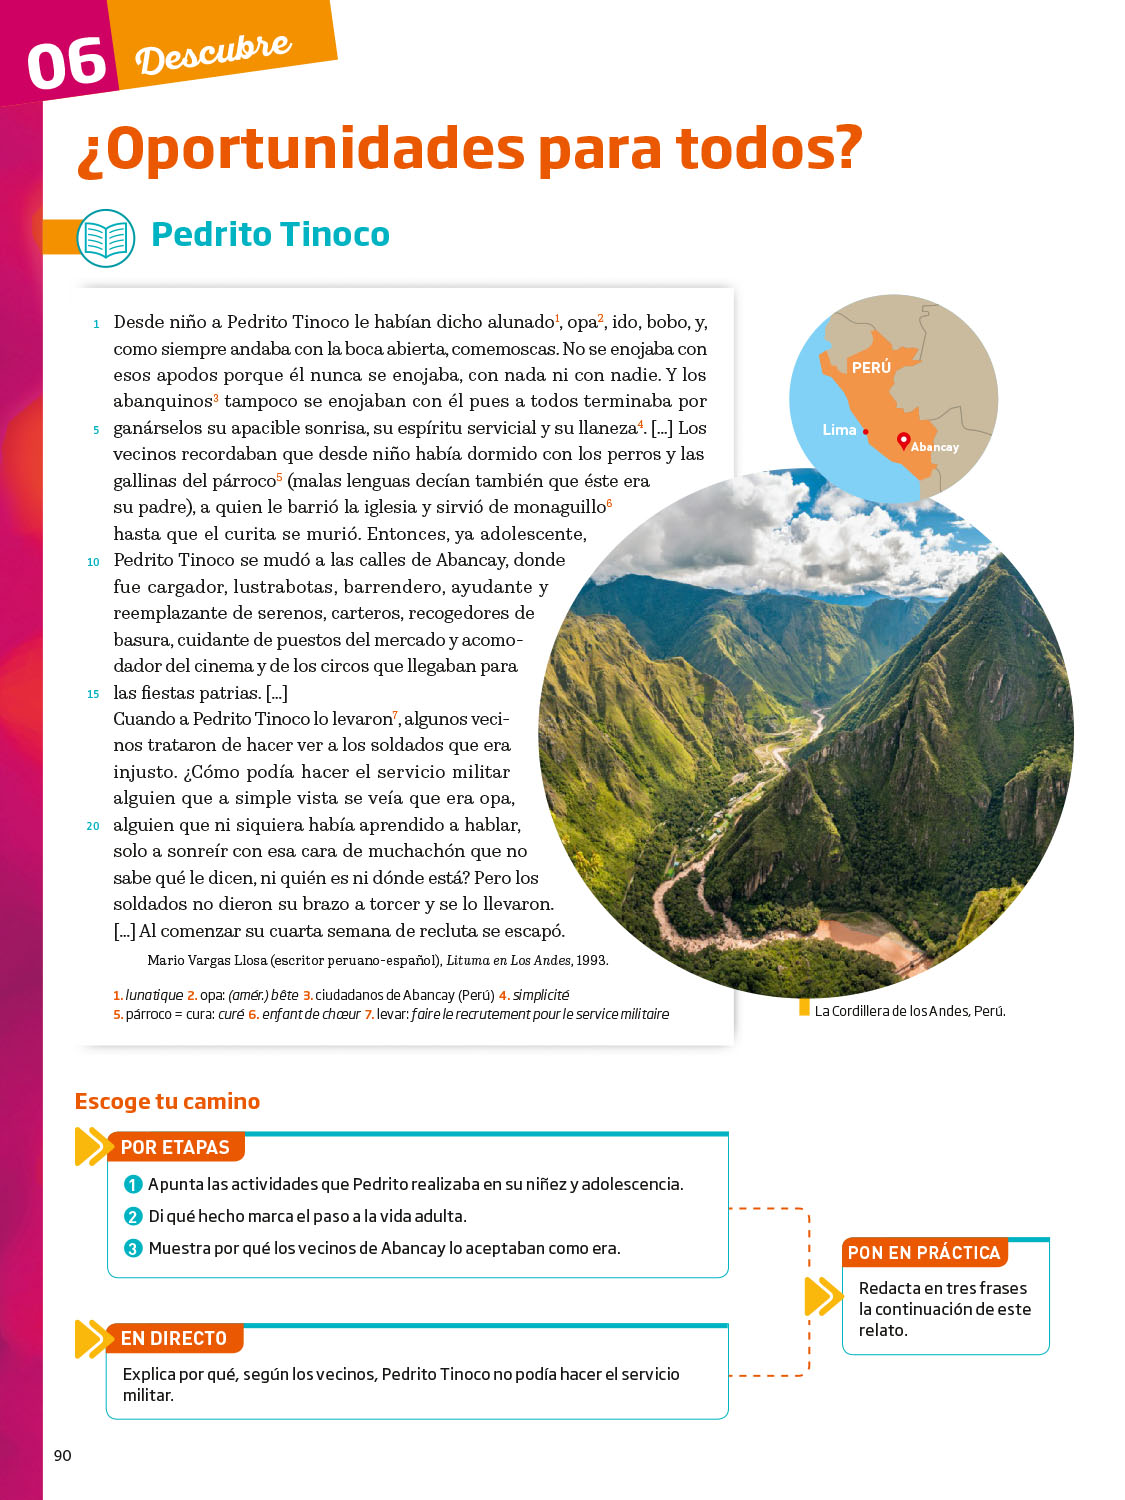 06 Descubre
¿Oportunidades para todos?
Pedrito Tinoco
1 Desde niño a Pedrito Tinoco le habían dicho alunado1, opa2, ido, bobo, y,
como siempre andaba con la boca abierta, comemoscas. No se enojaba con
esos apodos porque él nunca se enojaba, con nada ni con nadie. Y los
abanquinos3 tampoco se enojaban con él pues a todos terminaba por
5 ganárselos su apacible sonrisa, su espíritu servicial y su llaneza4. [...] Los
vecinos recordaban que desde niño había dormido con los perros y las
gallinas del párroco5 (malas lenguas decían también que éste era
su padre), a quien le barrió la iglesia y sirvió de monaguillo6
hasta que el curita se murió. Entonces, ya adolescente,
10 Pedrito Tinoco se mudó a las calles de Abancay, donde
fue cargador, lustrabotas, barrendero, ayudante y
reemplazante de serenos, carteros, recogedores de
basura, cuidante de puestos del mercado y acomo-
dador del cinema y de los circos que llegaban para
15 las fiestas patrias. [...]
Cuando a Pedrito Tinoco lo levaron7, algunos veci-
nos trataron de hacer ver a los soldados que era
injusto. ¿Cómo podía hacer el servicio militar
alguien que a simple vista se veía que era opa,
20 alguien que ni siquiera había aprendido a hablar,
solo a sonreír con esa cara de muchachón que no
sabe qué le dicen, ni quién es ni dónde está? Pero los
soldados no dieron su brazo a torcer y se lo llevaron.
[...] Al comenzar su cuarta semana de recluta se escapó.
Mario Vargas Llosa (escritor peruano-español), Lituma en Los Andes, 1993.
1. lunatique 2. opa: (amér.) bête 3. ciudadanos de Abancay (Perú) 4. simplicité
5. párroco = cura: curé 6. enfant de chœur 7. levar: faire le recrutement pour le service militaire
PERÚ
Lima
Abancay
La Cordillera de los Andes, Perú.
Escoge tu camino
POR ETAPAS
1 Apunta las actividades que Pedrito realizaba en su niñez y adolescencia.
2 Di qué hecho marca el paso a la vida adulta.
3 Muestra por qué los vecinos de Abancay lo aceptaban como era.
EN DIRECTO
Explica por qué, según los vecinos, Pedrito Tinoco no podía hacer el servicio
militar.
PON EN PRÁCTICA
Redacta en tres frases
la continuación de este
relato.
90